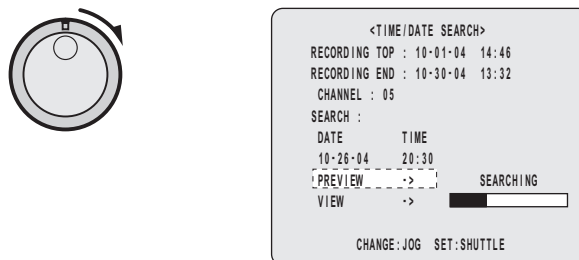 <TIME/DATE SEARCH>
RECORDING TOP : 10-01-04 14:46
RECORDING END : 10-30-04 13:32
CHANNEL : 05
SEARCH :
DATE TIME
10-26-04 20:30
PREVIEW -> SEARCHING
VIEW ->
CHANGE:JOG SET:SHUTTLE